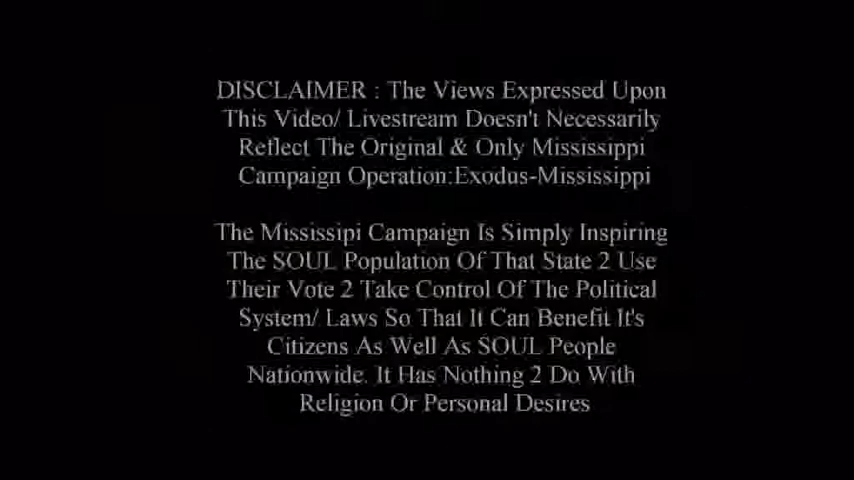 DISCLAIMER : The Views Expressed Upon
This Video/ Livestream Doesn't Necessarily
Reflect The Original & Only Mississippi
Campaign Operation:Exodus-Mississippi
The Mississipi Campaign Is Simply Inspiring
The SOUL Population Of That State 2 Use
Their Vote 2 Take Control Of The Political
System/ Laws So That It Can Benefit It's
Citizens As Well As SOUL People
Nationwide. It Has Nothing 2 Do With
Religion Or Personal Desires